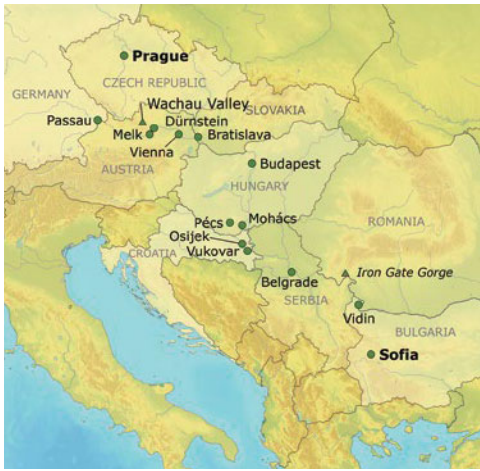 Prague
CZECH REPUBLIC
GERMANY
Wachau Valley
SLOVAKIA
Passau
Dürnstein
Melk
Bratislava
Vienna
Budapest
AUSTRIA
HUNGARY
Pécs
Mohács
ROMANIA
Osijek
CROATIA
Vukovar
Iron Gate Gorge
Belgrade
SERBIA
Vidin
BULGARIA
Sofia